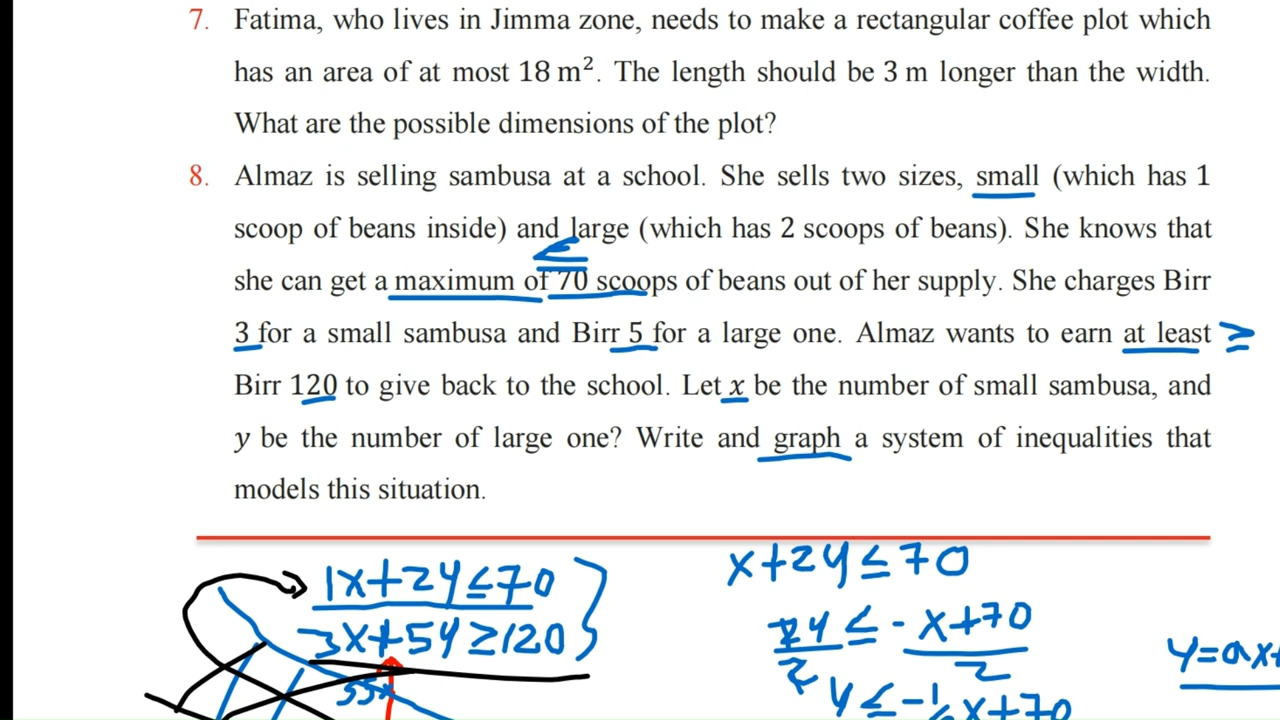 7. Fatima, who lives in Jimma zone, needs to make a rectangular coffee plot which
has an area of at most 18 m². The length should be 3 m longer than the width.
What are the possible dimensions of the plot?
8. Almaz is selling sambusa at a school. She sells two sizes, small (which has 1
scoop of beans inside) and large (which has 2 scoops of beans). She knows that
≤
she can get a maximum of 70 scoops of beans out of her supply. She charges Birr
3 for a small sambusa and Birr 5 for a large one. Almaz wants to earn at least ≥
Birr 120 to give back to the school. Let x be the number of small sambusa, and
y be the number of large one? Write and graph a system of inequalities that
models this situation.
1x+2y≤70
3x+5y≥120
x+2y≤70
2y/2 ≤ -x+70/2
y=ax+